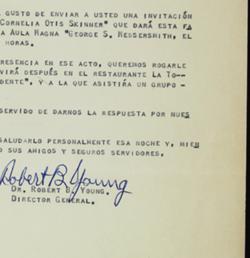 GUSTO DE ENVIAR A USTED UNA INVITACIÓN
CORNELIA OTIS SKINNER" QUE DARÁ ESTA FA
A AULA MAGNA "GEORGE S. MESSERSMITH, EL
HORAS.
RESENCIA EN ESE ACTO, QUEREMOS ROGARLE
VIRÁ DESPUÉS EN EL RESTAURANTE LA TO--
DENTE", Y A LA QUE ASISTIRÁ UN GRUPO -
SERVIDO DE DARNOS LA RESPUESTA POR NUES
SALUDARLO PERSONALMENTE ESA NOCHE Y, MIEN
O SUS AMIGOS Y SEGUROS SERVIDORES,
Robert B. Young
DR. ROBERT B. YOUNG.
DIRECTOR GENERAL.